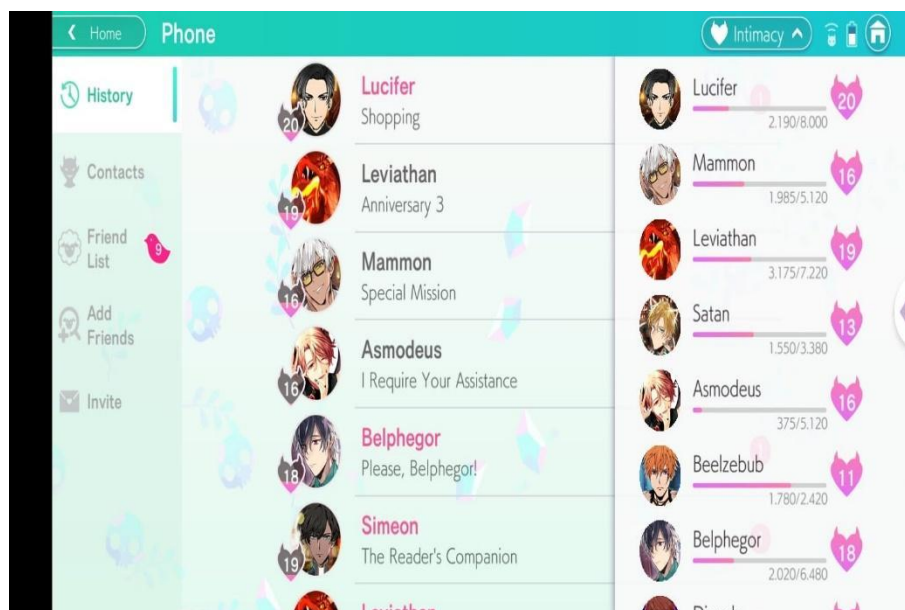 Home
Phone
Intimacy
History
Contacts
Friend
List
9
Add
Friends
Invite
20
Lucifer
Shopping
19
Leviathan
Anniversary 3
16
Mammon
Special Mission
16
Asmodeus
I Require Your Assistance
18
Belphegor
Please, Belphegor!
19
Simeon
The Reader's Companion
Leviathan
Lucifer
20
2.190/8.000
Mammon
16
1.985/5.120
Leviathan
19
3.175/7.220
Satan
13
1.550/3.380
Asmodeus
16
375/5.120
Beelzebub
11
1.780/2.420
Belphegor
18
2.020/6.480